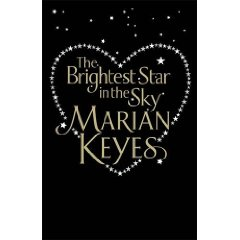 The
Brightest Star
in the
Sky
MARIAN
KEYES